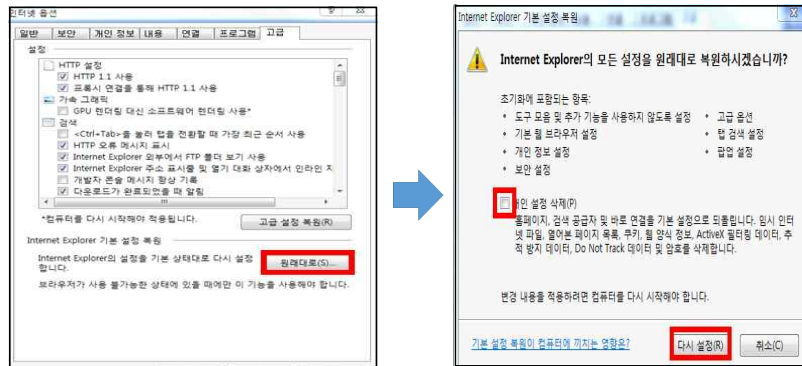 인터넷 옵션
일반 보안 개인 정보 내용 연결 프로그램 고급
설정
HTTP 설정
HTTP 1.1 사용
프록시 연결을 통해 HTTP 1.1 사용
가속 그래픽
GPU 렌더링 대신 소프트웨어 렌더링 사용*
검색
<Ctrl+Tab>을 눌러 탭을 전환할 때 가장 최근 순서 사용
HTTP 오류 메시지 표시
Internet Explorer 외부에서 FTP 폴더 보기 사용
Internet Explorer 주소 표시줄 및 열기 대화 상자에서 인라인 자
개발자 콘솔 메시지 항상 기록
다운로드가 완료되었을 때 알림
*컴퓨터를 다시 시작해야 적용됩니다.
고급 설정 복원(R)
Internet Explorer 기본 설정 복원
Internet Explorer의 설정을 기본 상태대로 다시 설정
합니다.
원래대로(S)...
브라우저가 사용 불가능한 상태에 있을 때에만 이 기능을 사용해야 합니다.
Internet Explorer 기본 설정 복원
Internet Explorer의 모든 설정을 원래대로 복원하시겠습니까?
초기화에 포함되는 항목:
• 도구 모음 및 추가 기능을 사용하지 않도록 설정
• 고급 옵션
• 기본 웹 브라우저 설정
• 탭 검색 설정
• 개인 정보 설정
• 팝업 설정
• 보안 설정
개인 설정 삭제(P)
홈페이지, 검색 공급자 및 바로 연결을 기본 설정으로 되돌립니다. 임시 인터
넷 파일, 열어본 페이지 목록, 쿠키, 웹 양식 정보, ActiveX 필터링 데이터, 추
적 방지 데이터, Do Not Track 데이터 및 암호를 삭제합니다.
변경 내용을 적용하려면 컴퓨터를 다시 시작해야 합니다.
기본 설정 복원이 컴퓨터에 끼치는 영향은?
다시 설정(R)
취소(C)